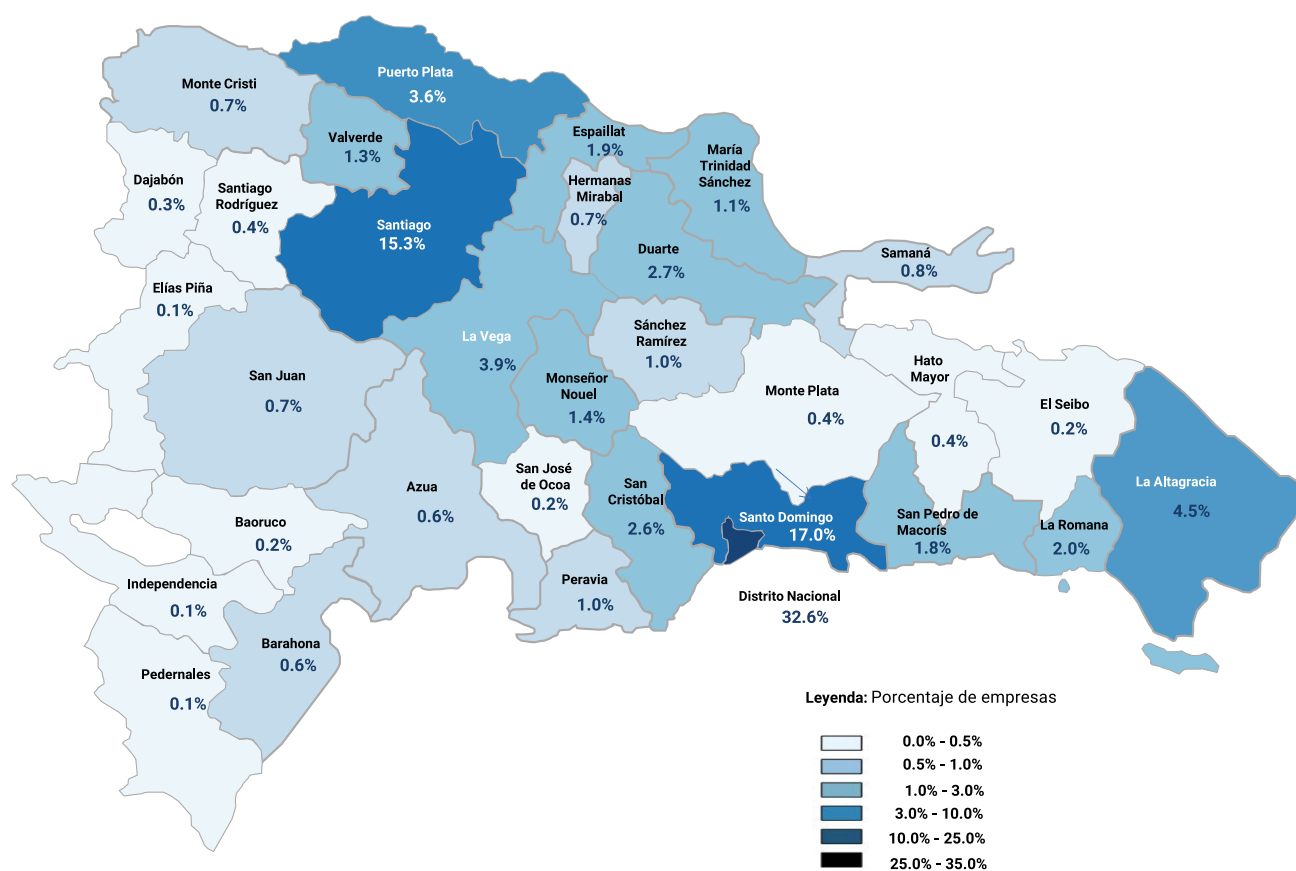 Puerto Plata
3.6%
Monte Cristi
0.7%
Valverde
1.3%
Espaillat
1.9%
María
Trinidad
Sánchez
1.1%
Dajabón
0.3%
Santiago
Rodríguez
0.4%
Hermanas
Mirabal
0.7%
Santiago
15.3%
Duarte
2.7%
Samaná
0.8%
Elías Piña
0.1%
La Vega
3.9%
Sánchez
Ramírez
1.0%
Hato
Mayor
0.4%
San Juan
0.7%
Monseñor
Nouel
1.4%
Monte Plata
0.4%
El Seibo
0.2%
La Altagracia
4.5%
Azua
0.6%
San José
de Ocoa
0.2%
San
Cristóbal
2.6%
Santo Domingo
17.0%
San Pedro de
Macorís
1.8%
La Romana
2.0%
Baoruco
0.2%
Independencia
0.1%
Peravia
1.0%
Distrito Nacional
32.6%
Barahona
0.6%
Pedernales
0.1%
Leyenda: Porcentaje de empresas
0.0% - 0.5%
0.5% - 1.0%
1.0% - 3.0%
3.0% - 10.0%
10.0% - 25.0%
25.0% - 35.0%